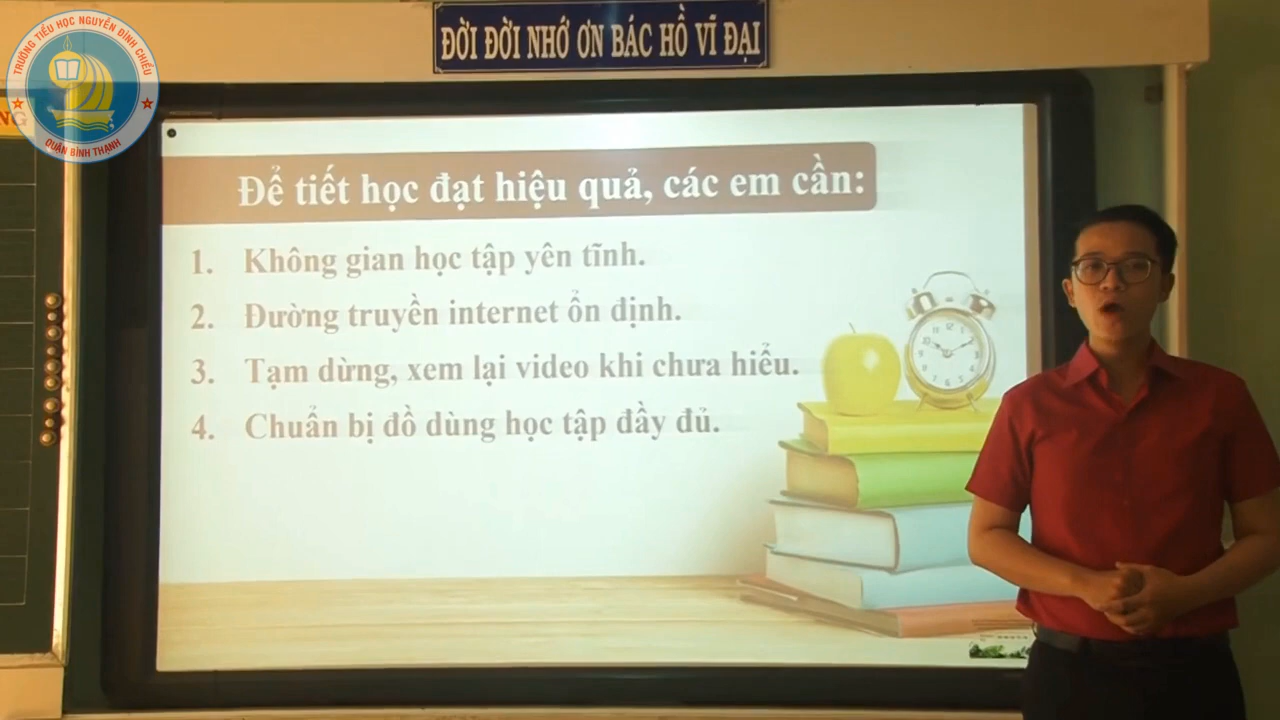 TRƯỜNG TIỂU HỌC NGUYỄN ĐÌNH CHIỂU
QUẬN BÌNH THẠNH
ĐỜI ĐỜI NHỚ ƠN BÁC HỒ VĨ ĐẠI
NG
Để tiết học đạt hiệu quả, các em cần:
1. Không gian học tập yên tĩnh.
2. Đường truyền internet ổn định.
3. Tạm dừng, xem lại video khi chưa hiểu.
4. Chuẩn bị đồ dùng học tập đầy đủ.